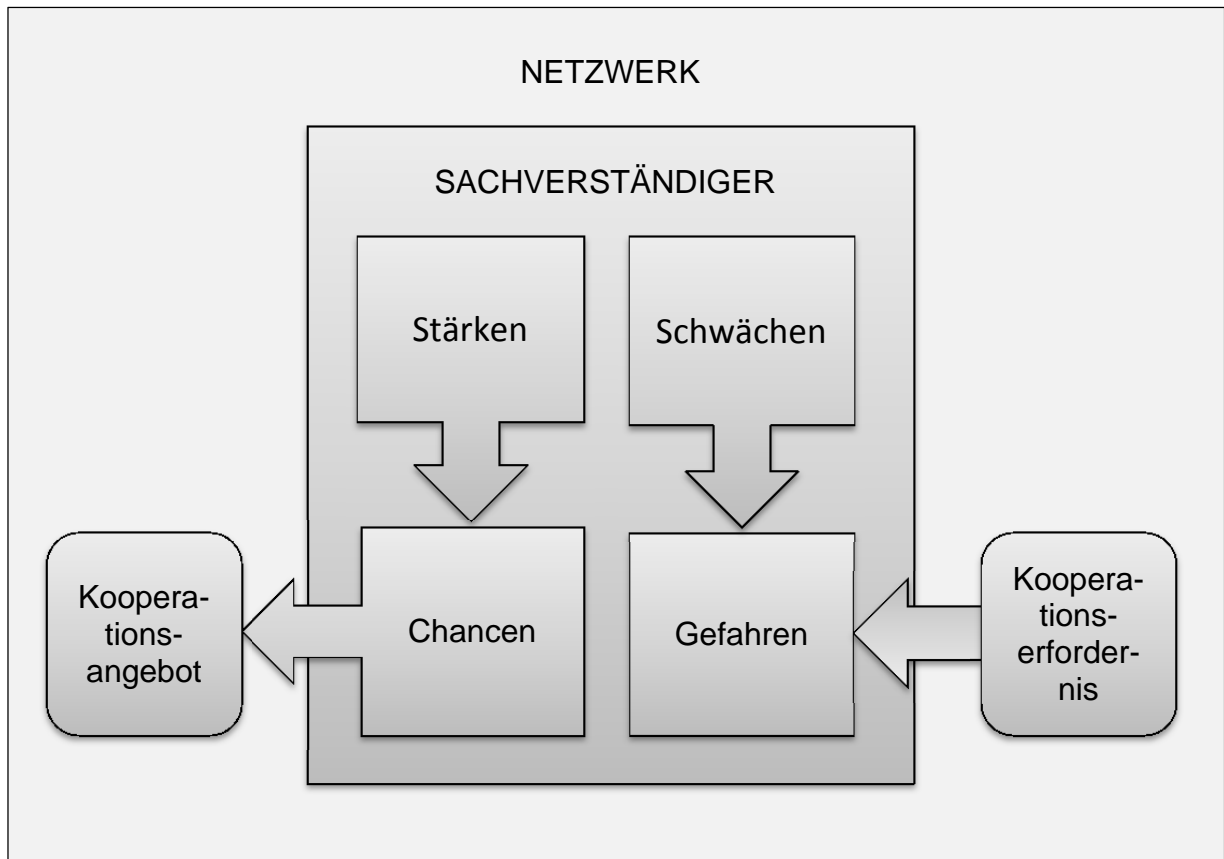 NETZWERK
SACHVERSTÄNDIGER
Stärken
Schwächen
Koopera-
tions-
angebot
Chancen
Gefahren
Koopera-
tions-
erforder-
nis